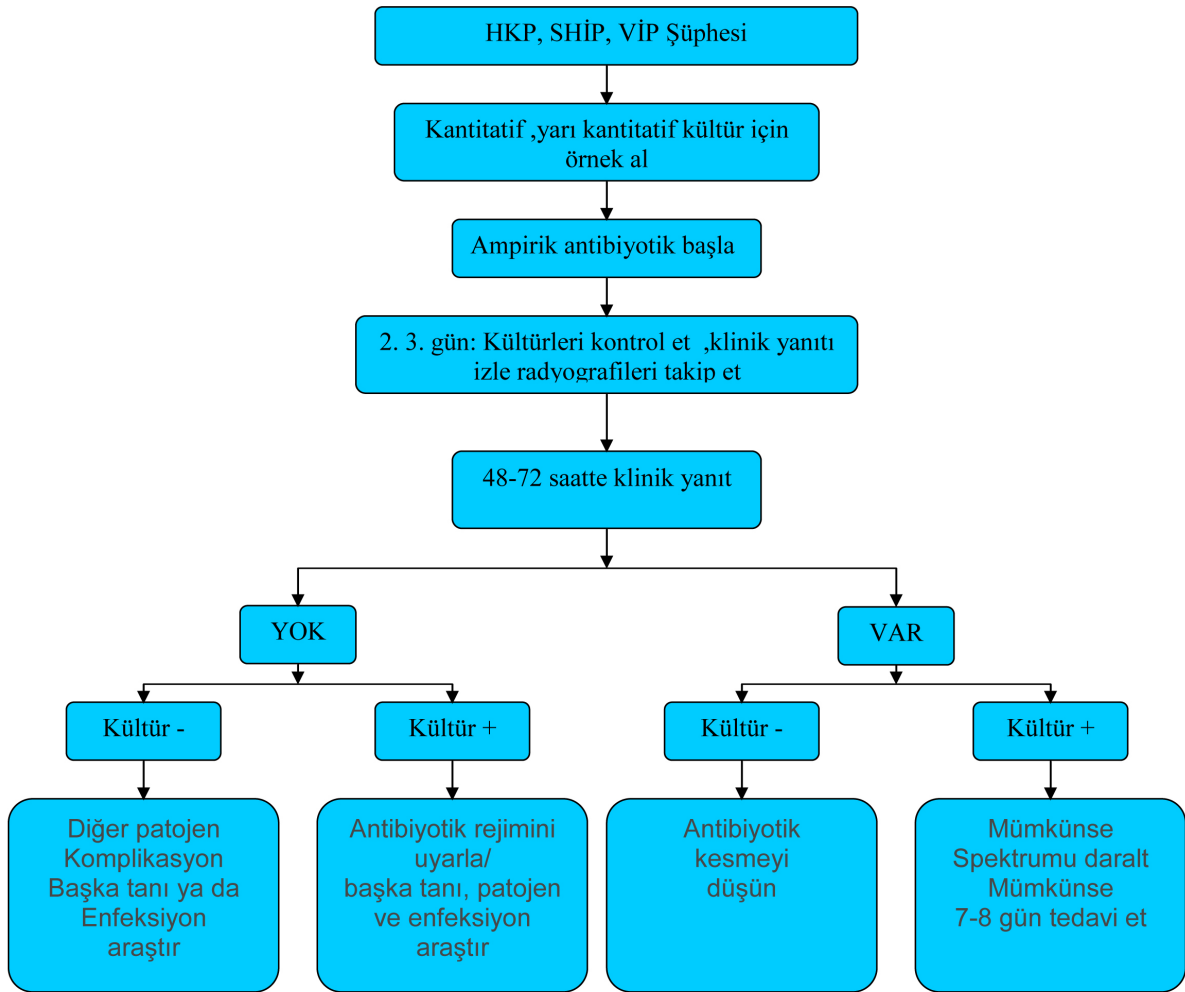 HKP, SHİP, VİP Şüphesi
Kantitatif ,yarı kantitatif kültür için
örnek al
Ampirik antibiyotik başla
2. 3. gün: Kültürleri kontrol et ,klinik yanıtı
izle radyografileri takip et
48-72 saatte klinik yanıt
YOK
VAR
Kültür -
Kültür +
Kültür -
Kültür +
Diğer patojen
Komplikasyon
Başka tanı ya da
Enfeksiyon
araştır
Antibiyotik rejimini
uyarla/
başka tanı, patojen
ve enfeksiyon
araştır
Antibiyotik
kesmeyi
düşün
Mümkünse
Spektrumu daralt
Mümkünse
7-8 gün tedavi et